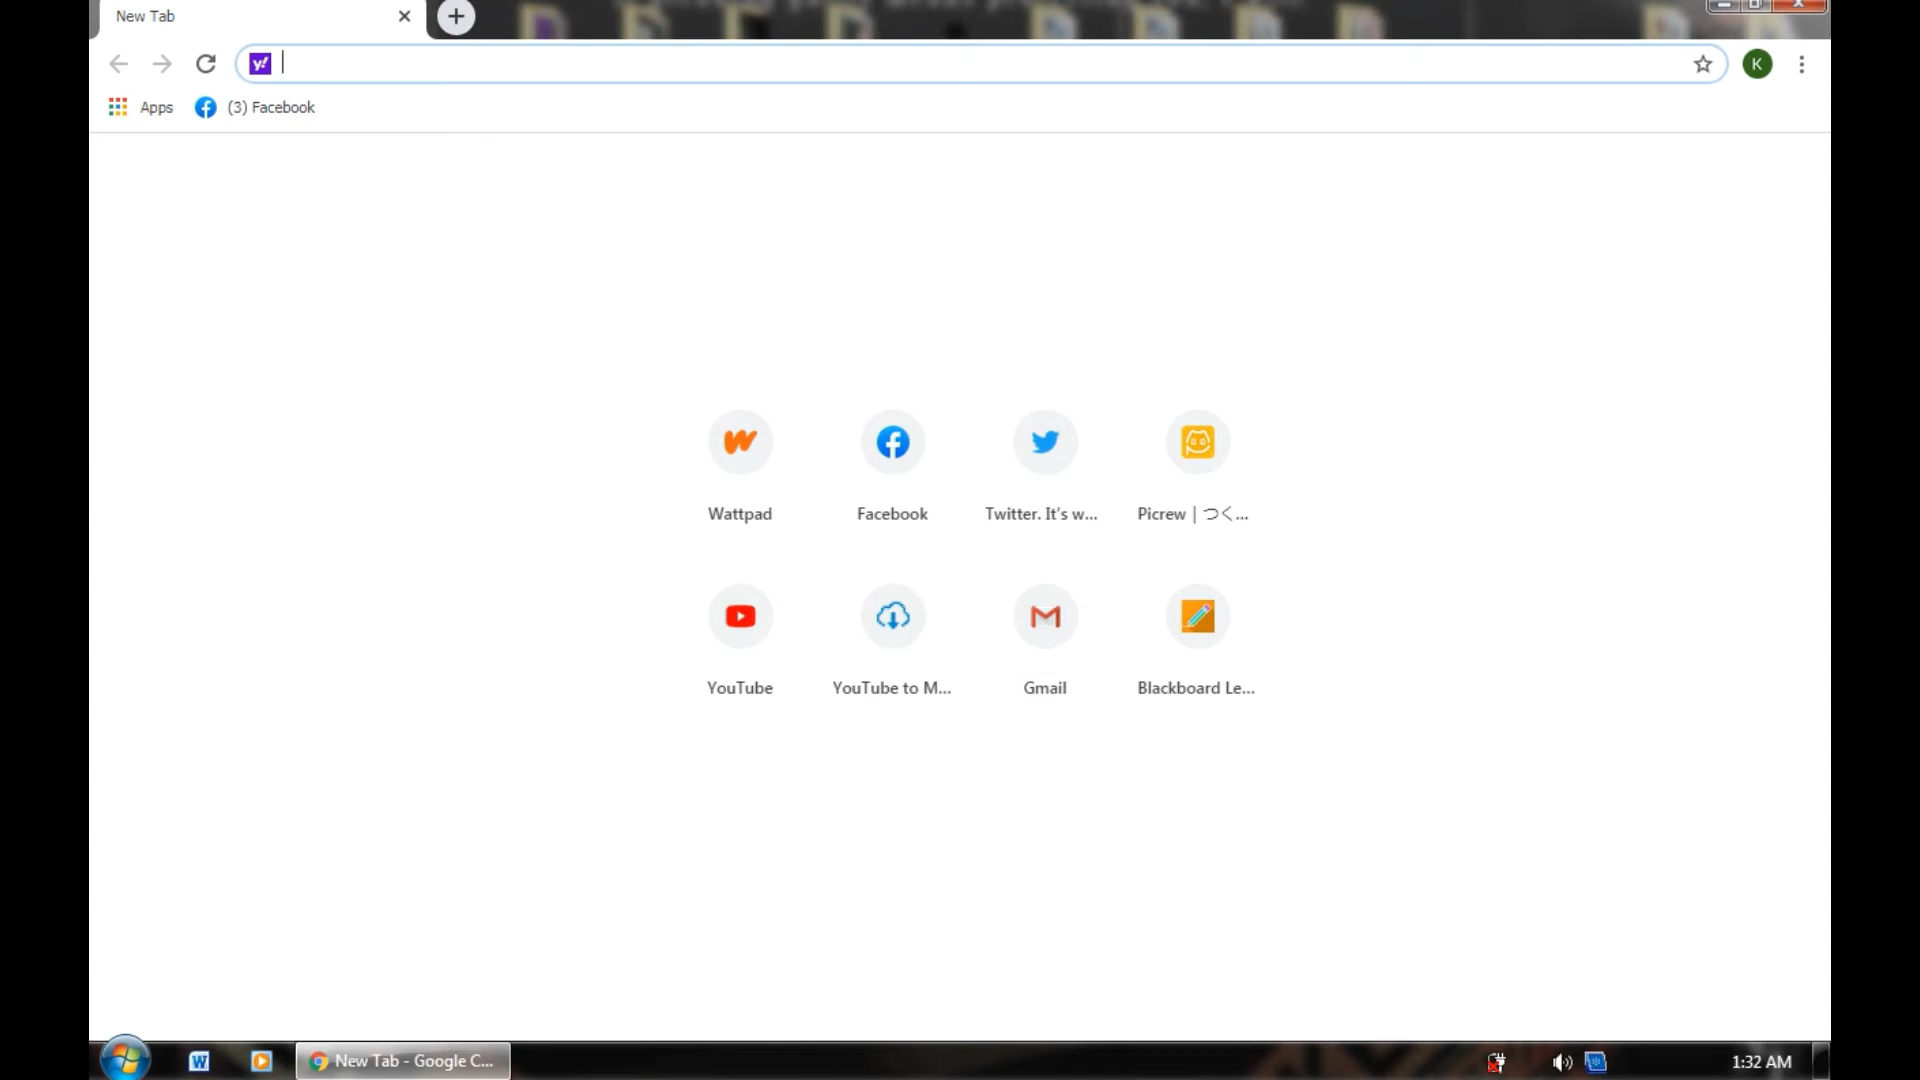 New Tab
y!
K
Apps
(3) Facebook
Wattpad
Facebook
Twitter. It's w...
Picrew | つく...
YouTube
YouTube to M...
Gmail
Blackboard Le...
W
New Tab - Google C...
1:32 AM